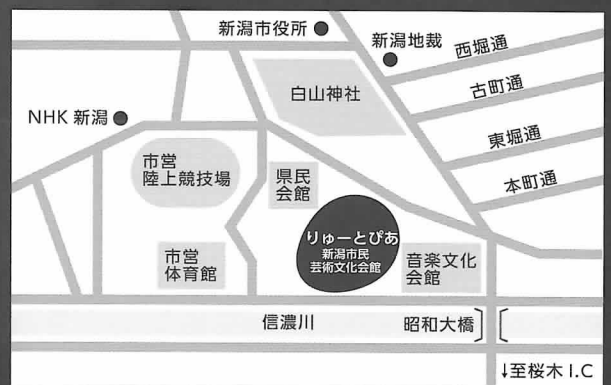 新潟市役所
新潟地裁
西堀通
古町通
東堀通
本町通
白山神社
NHK 新潟
市営
陸上競技場
県民
会館
りゅーとぴあ
新潟市民
芸術文化会館
音楽文化
会館
市営
体育館
信濃川
昭和大橋
↓至桜木 I.C